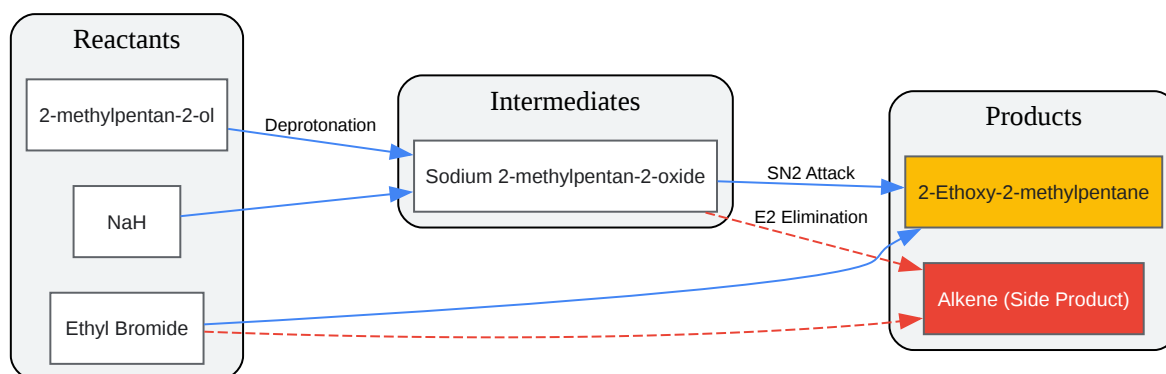 Reactants
2-methylpentan-2-ol
NaH
Ethyl Bromide
Deprotonation
Intermediates
Sodium 2-methylpentan-2-oxide
SN2 Attack
E2 Elimination
Products
2-Ethoxy-2-methylpentane
Alkene (Side Product)